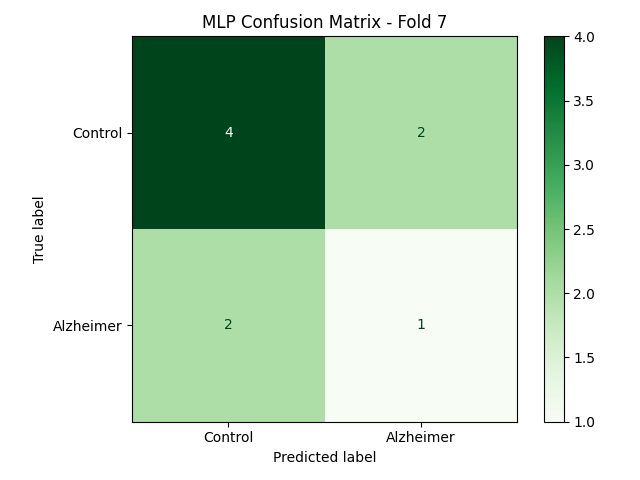 MLP Confusion Matrix - Fold 7
True label
Control
4
2
Alzheimer
2
1
Control
Alzheimer
Predicted label
4.0
3.5
3.0
2.5
2.0
1.5
1.0